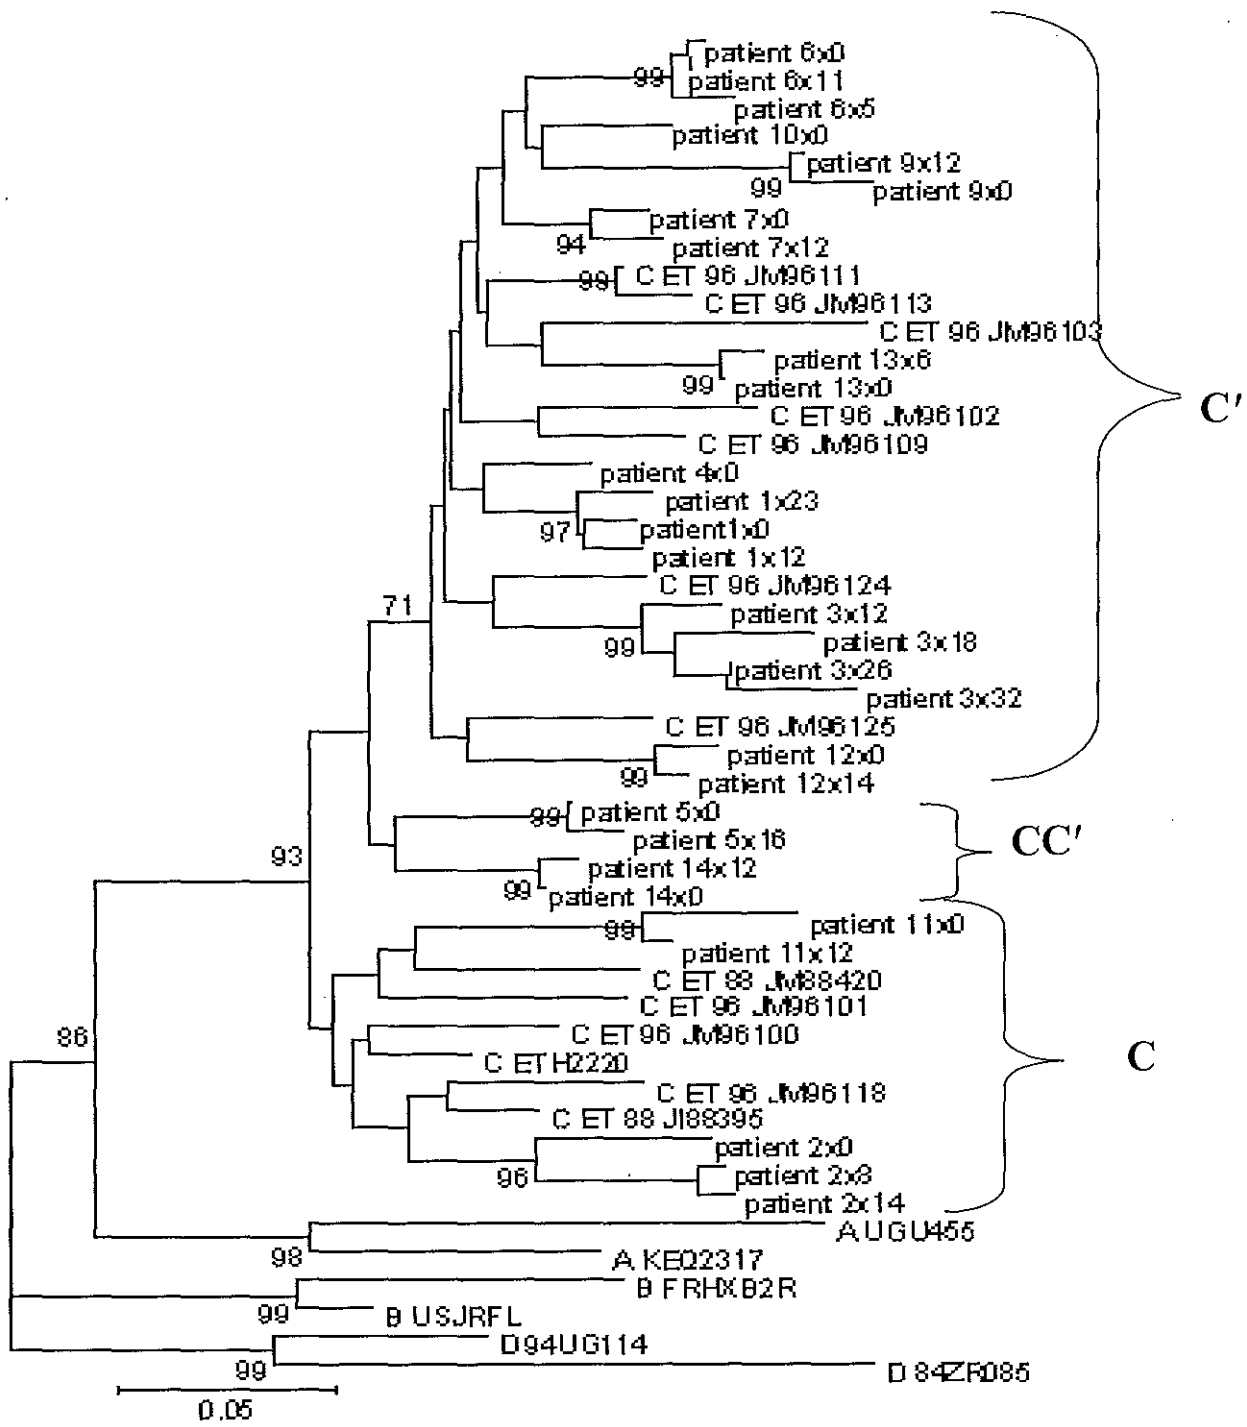 patient 6x0
99
patient 6x11
patient 6x5
patient 10x0
patient 9x12
99
patient 9x0
patient 7x0
94
patient 7x12
99 C ET 96 JM96111
C ET 96 JM96113
C ET 96 JM96103
patient 13x6
99
patient 13x0
C'
C ET 96 JM96102
C ET 96 JM96109
patient 4x0
patient 1x23
97
patient1x0
patient 1x12
C ET 96 JM96124
71
patient 3x12
99
patient 3x18
patient 3x26
patient 3x32
C ET 96 JM96125
patient 12x0
99
patient 12x14
99 patient 5x0
patient 5x16
CC'
93
patient 14x12
99
patient 14x0
99
patient 11x0
patient 11x12
C ET 88 JM88420
C ET 96 JM96101
86
C ET 96 JM96100
C ETH2220
C
C ET 96 JM96118
C ET 88 JI88395
patient 2x0
96
patient 2x8
patient 2x14
A UGU455
98
A KEQ2317
B FRHXB2R
99
B USJRFL
D94UG114
99
D 84ZR085
0.05